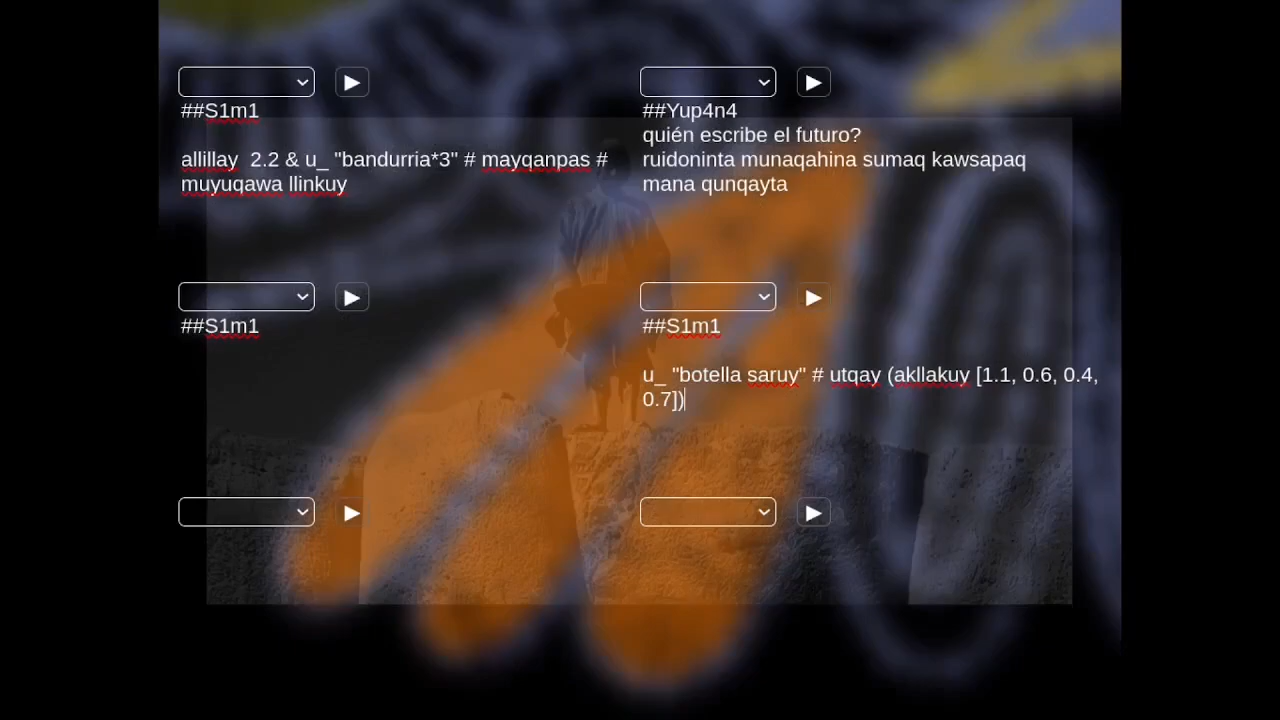 ##S1m1
allillay  2.2 & u_ "bandurria*3" # mayqanpas #
muyuqawa llinkuy
##Yup4n4
quién escribe el futuro?
ruidoninta munaqahina sumaq kawsapaq
mana qunqayta
##S1m1
##S1m1
u_ "botella saruy" # utqay (akllakuy [1.1, 0.6, 0.4,
0.7])